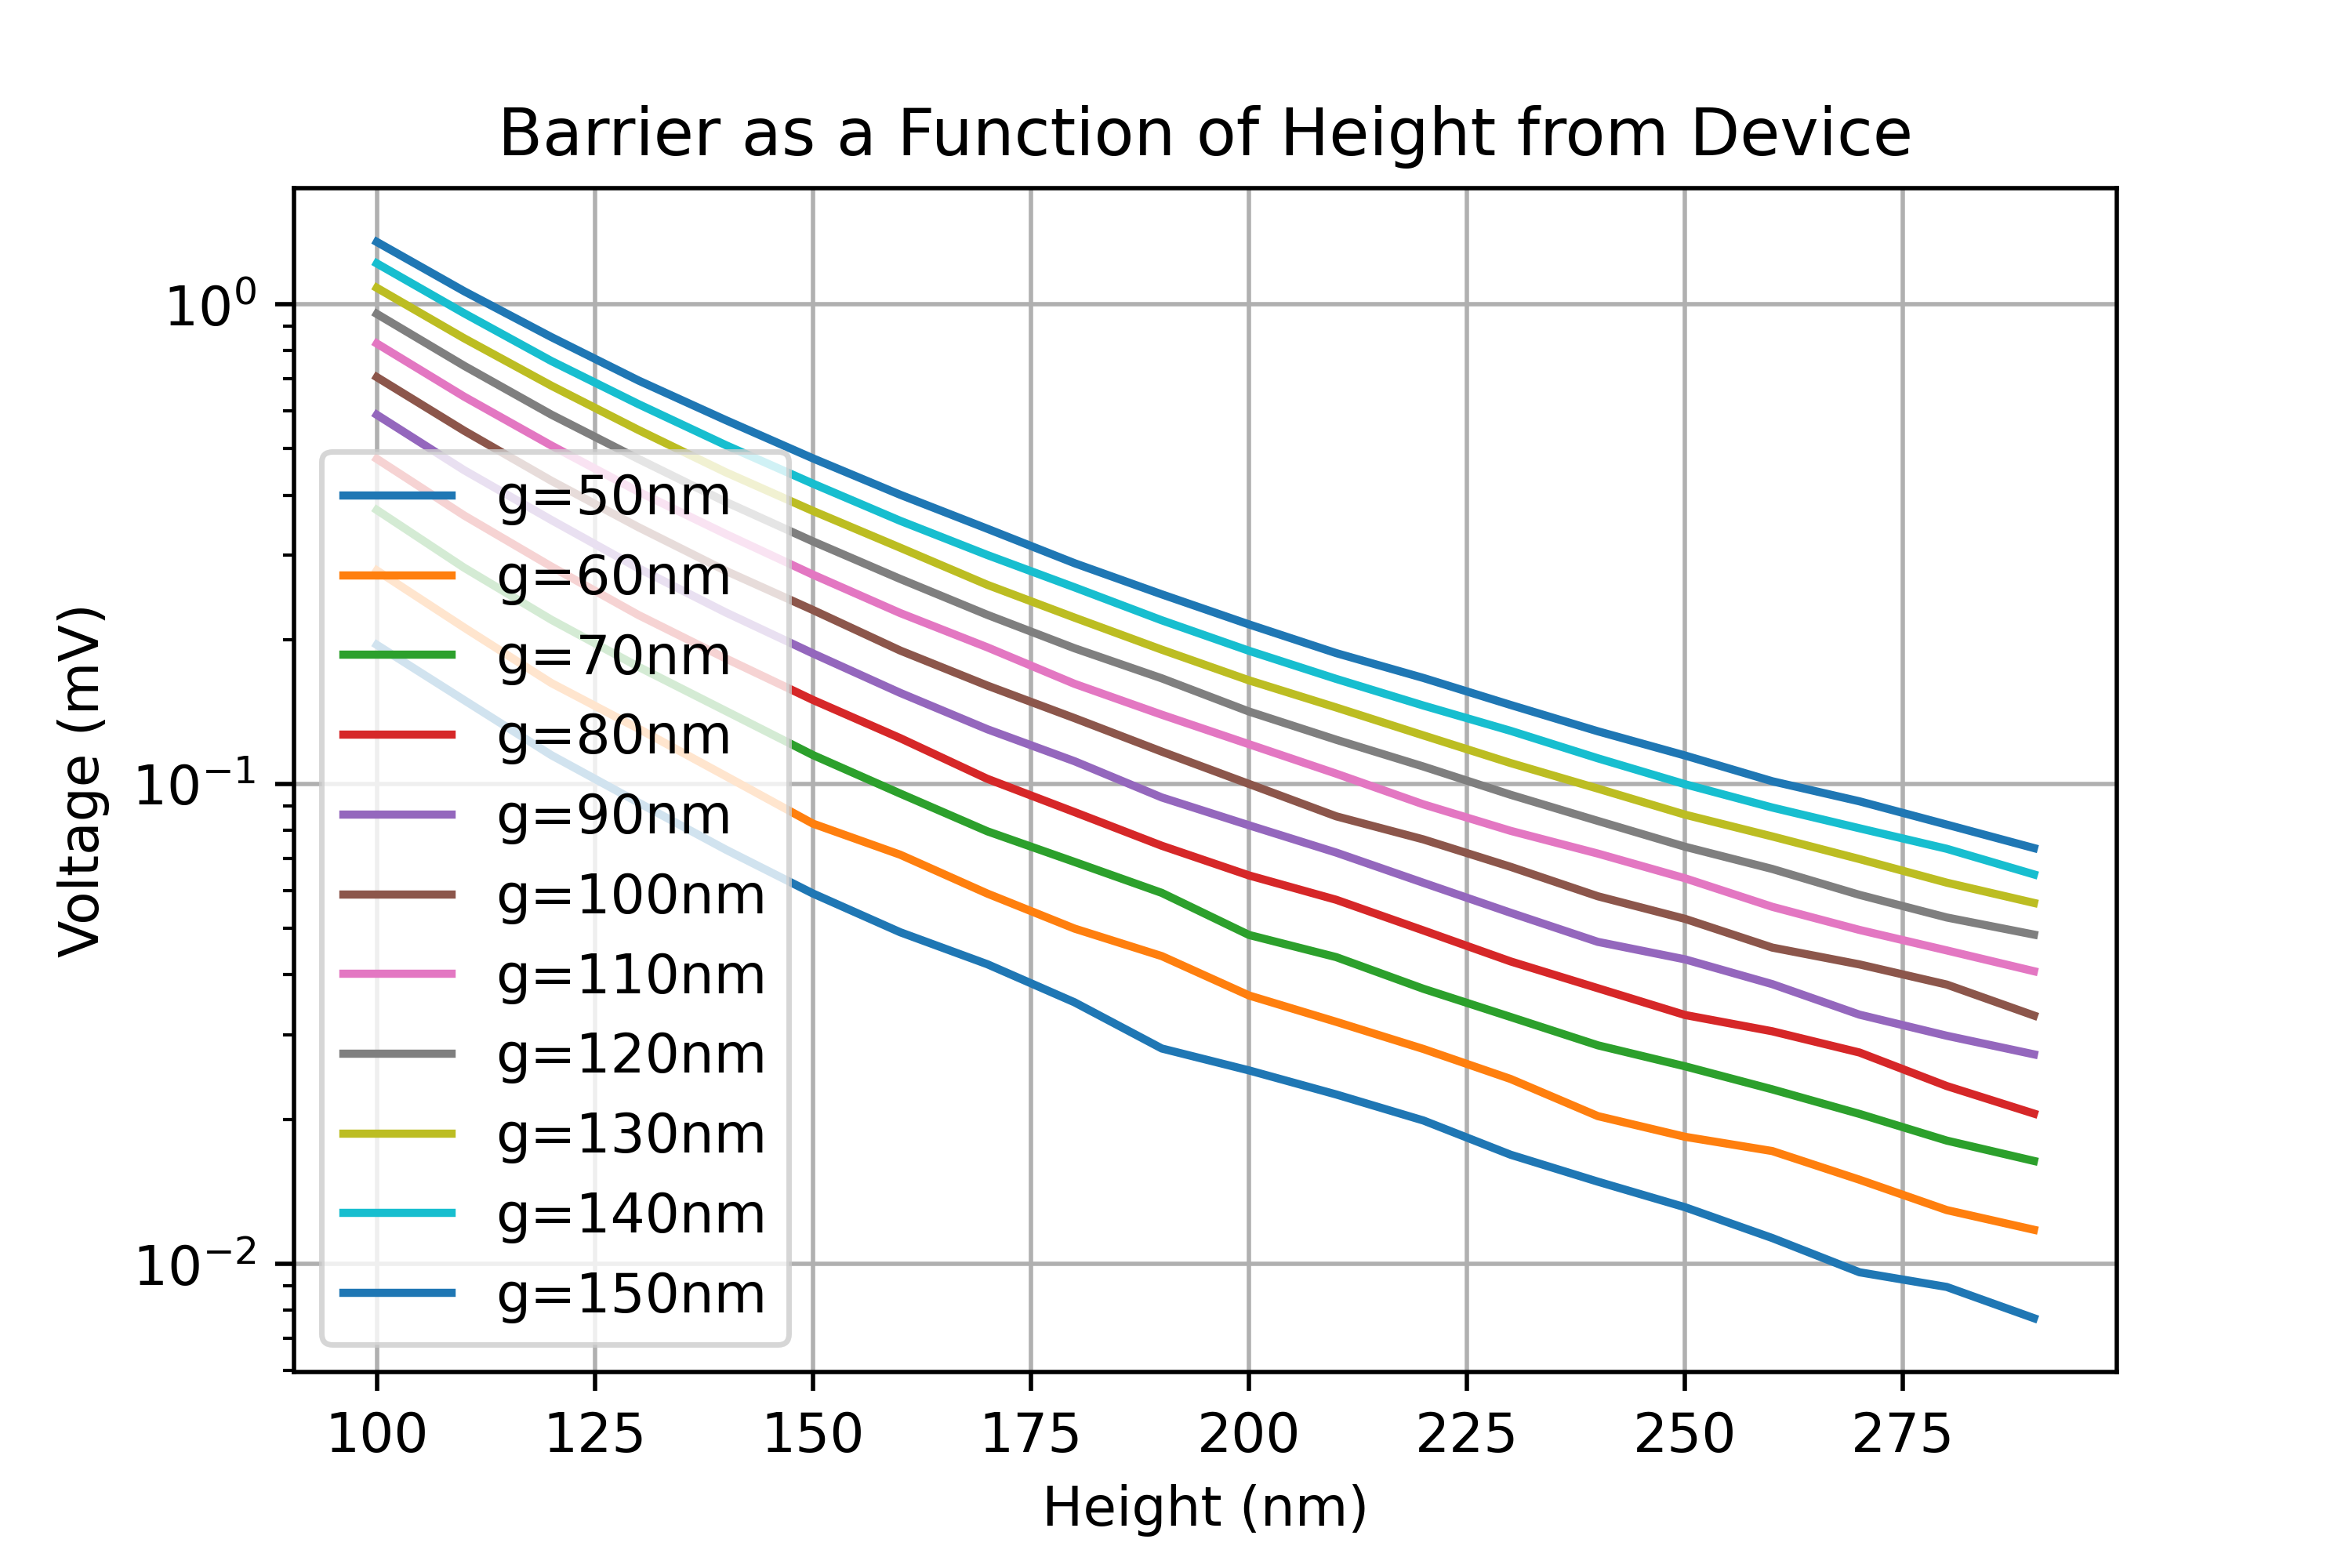 Barrier as a Function of Height from Device
Voltage (mV)
10⁰
10⁻¹
10⁻²
g=50nm
g=60nm
g=70nm
g=80nm
g=90nm
g=100nm
g=110nm
g=120nm
g=130nm
g=140nm
g=150nm
100 125 150 175 200 225 250 275
Height (nm)